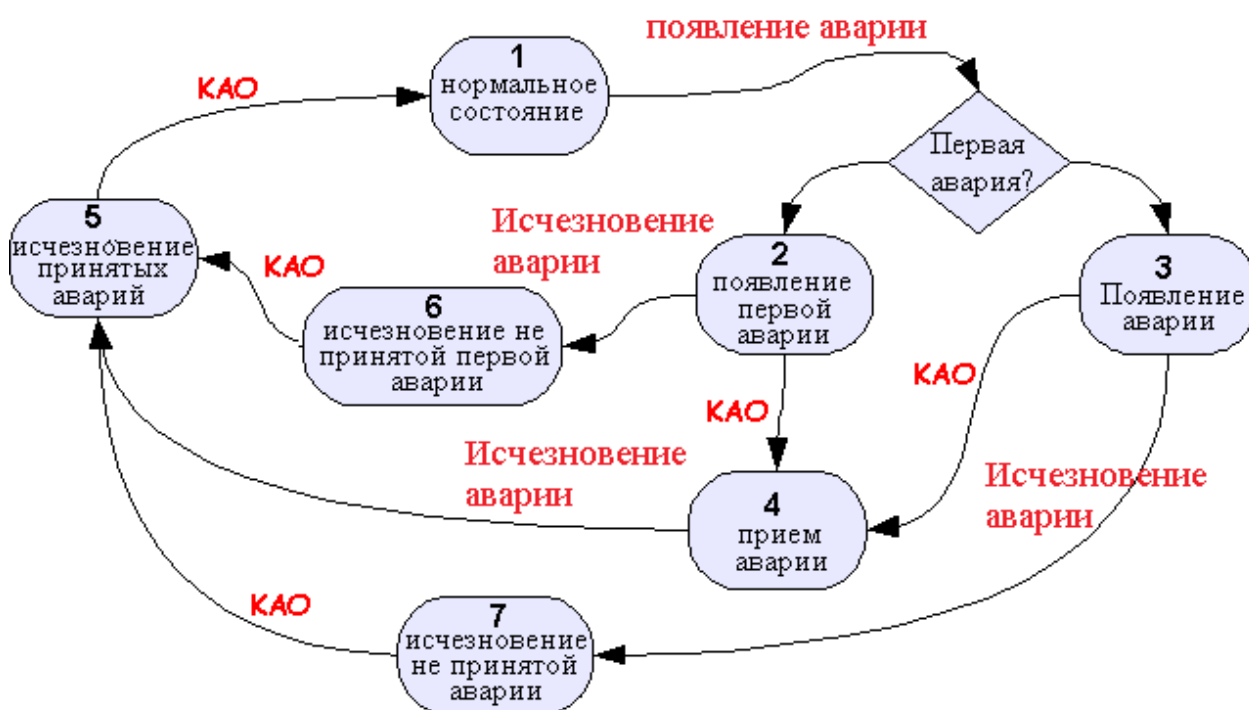 появление аварии
1
нормальное
состояние
КАО
Первая
авария?
5
исчезновение
принятых
аварий
Исчезновение
аварии
КАО
2
появление
первой
аварии
3
Появление
аварии
6
исчезновение не
принятой первой
аварии
КАО
КАО
Исчезновение
аварии
4
прием
аварии
Исчезновение
аварии
КАО
7
исчезновение
не принятой
аварии